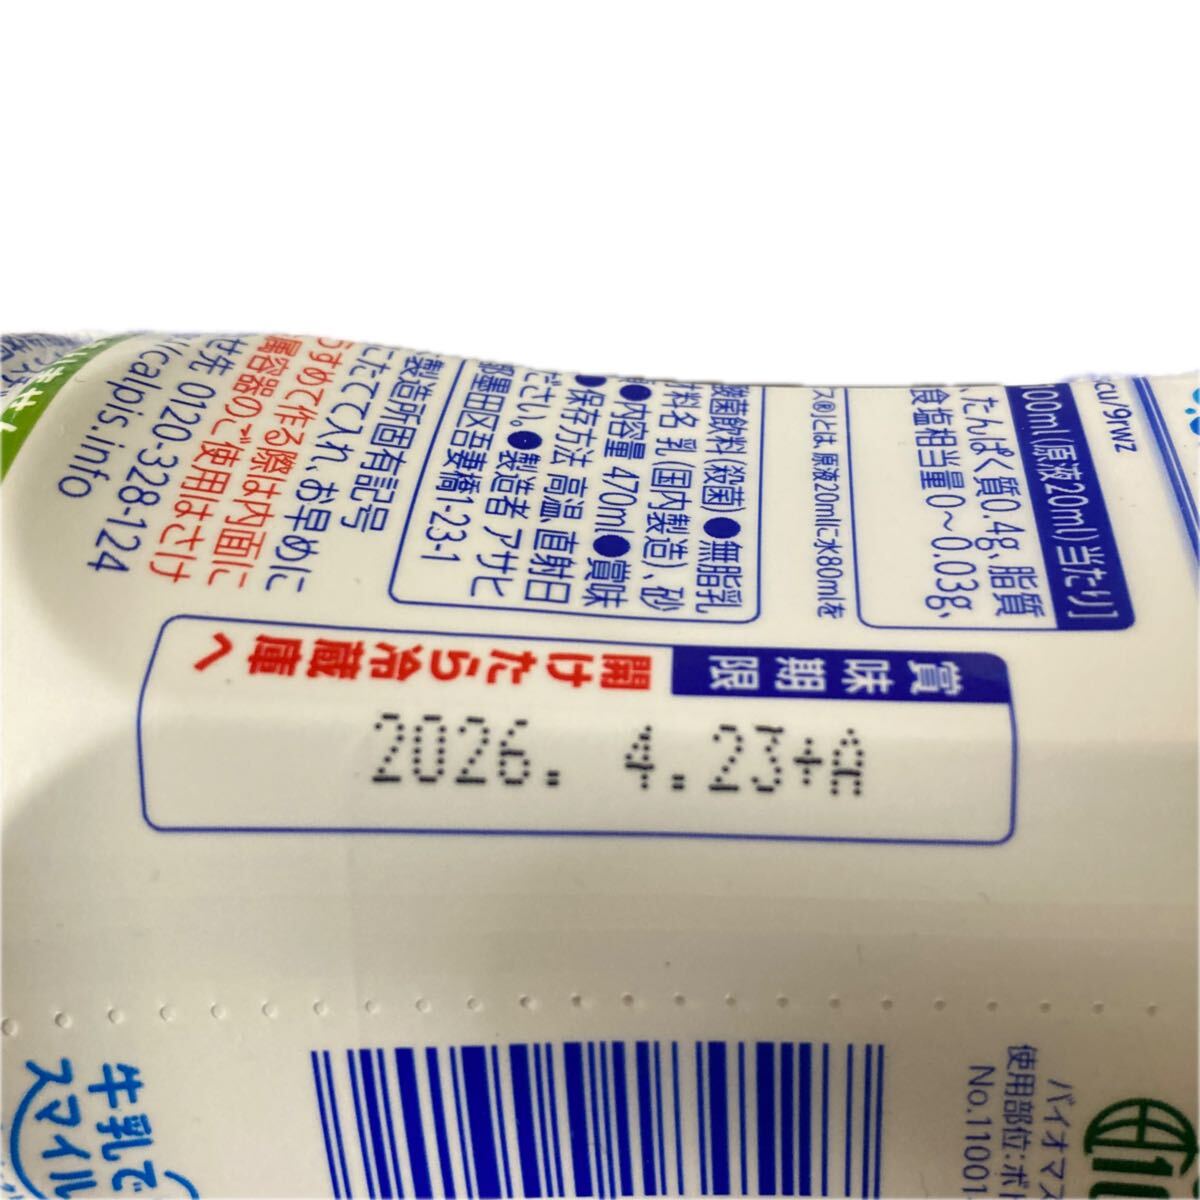 100ml(原液20ml)当たり]
、たんぱく質0.4g、脂質
食塩相当量0～0.03g、
ス®とは、原液20mlに水80mlを
酸菌飲料(殺菌)●無脂乳
料名 乳(国内製造)、砂
●内容量 470ml●賞味
●保存方法 高温 直射日
ださい。●製造者 アサヒ
墨田区吾妻橋1-23-1
製造所固有記号
にたてて入れ、お早めに
うすめて作る際は内面に
属容器のご使用はさけ
せ先 0120-328-124
calpis.info
cu 9rwz
賞味
期限
開けたら冷蔵庫へ
2026. 4.23+A
牛乳で
スマイル
バイオマ
使用部位:ボ
No.11001